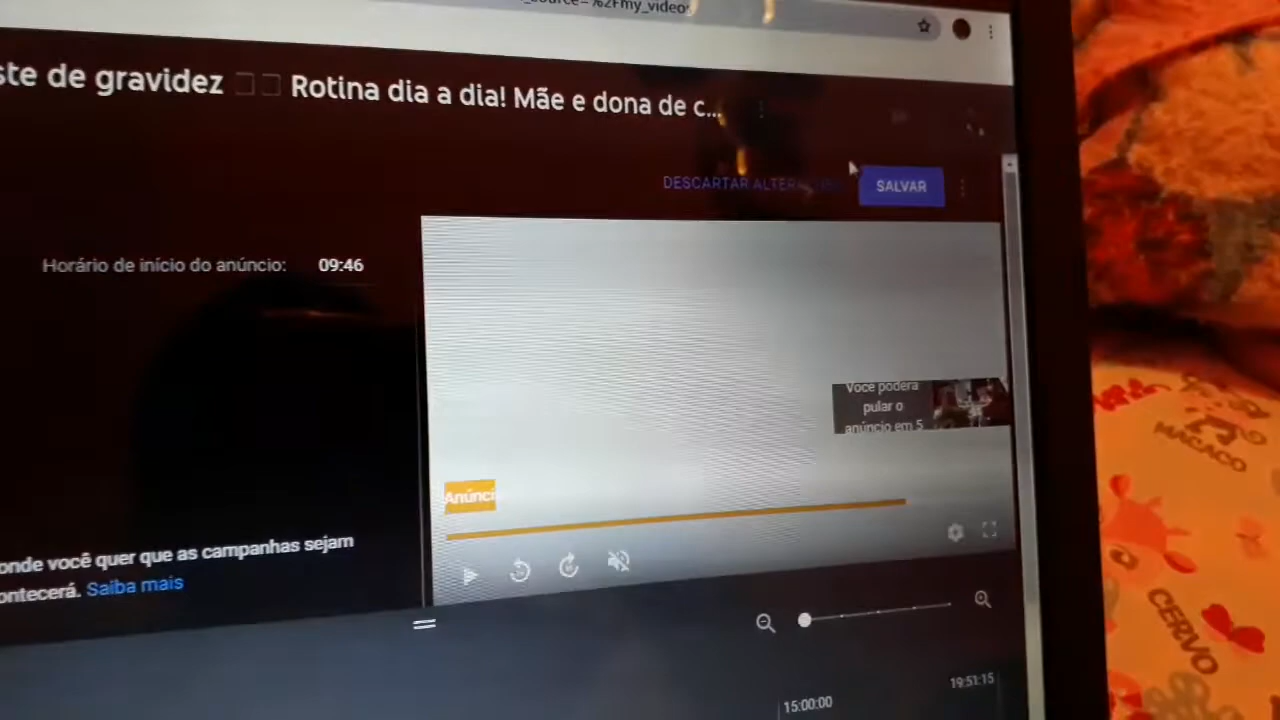 my_videos
ste de gravidez Rotina dia a dia! Mãe e dona de c...
DESCARTAR
SALVAR
Horário de início do anúncio: 09:46
Você poderá
pular o
anúncio em 5
Anúnci
onde você quer que as campanhas sejam
ontecerá. Saiba mais
15:00:00
19:51:15
MACACO
CERVO